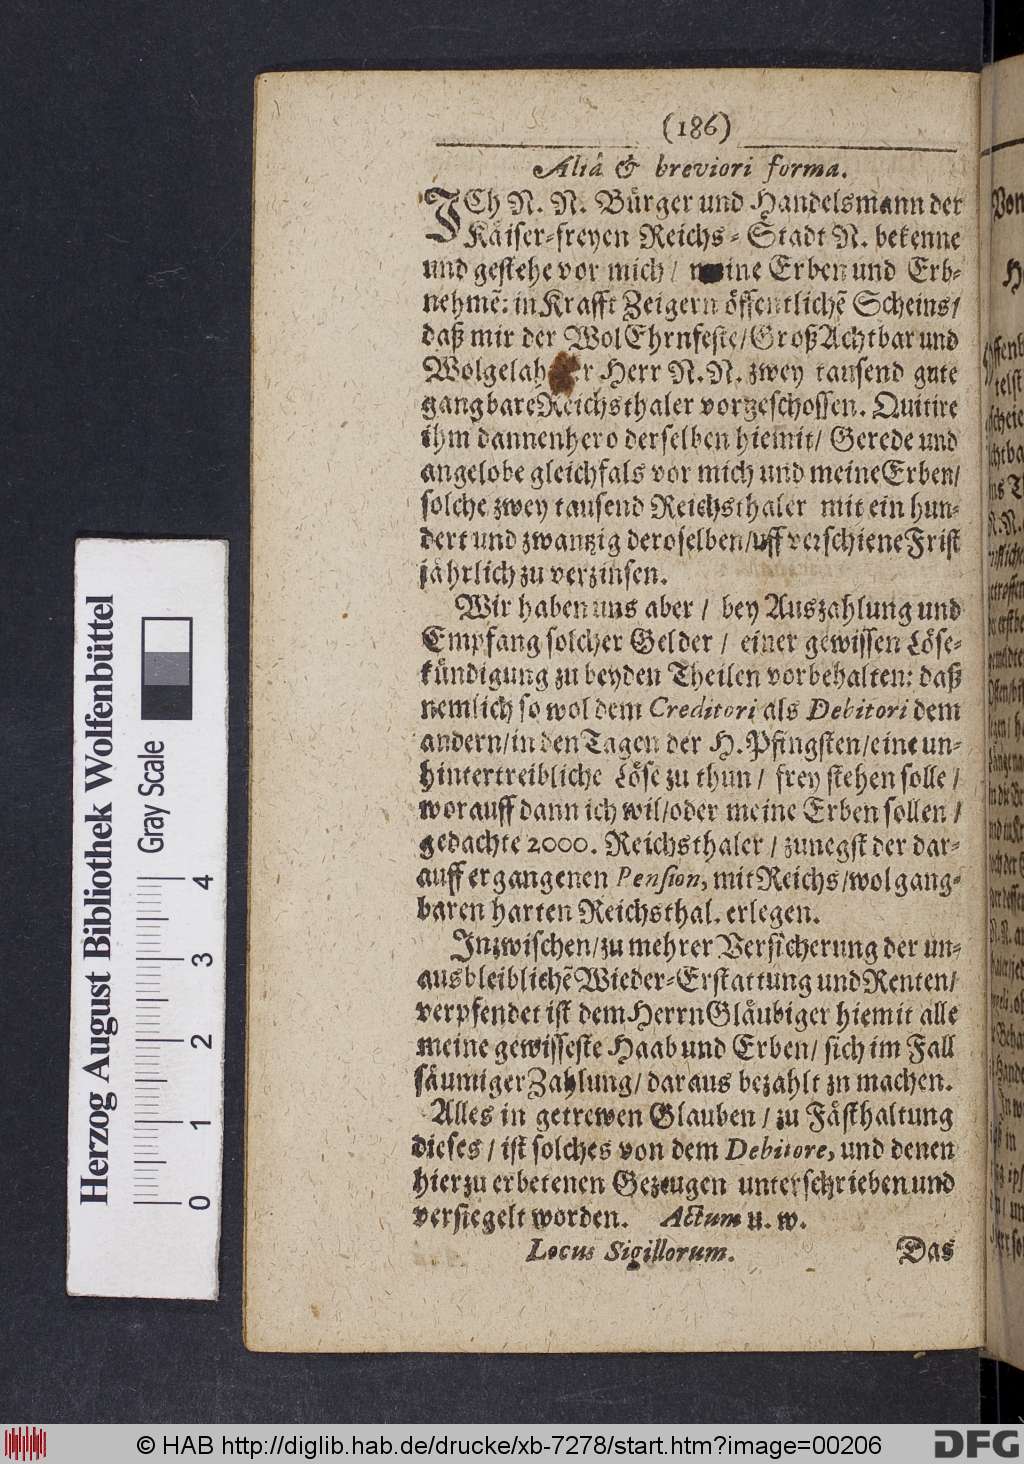 (186)
Aliâ & breviori forma.
ICh N. N. Bürger und Handelsmann der
Käiser-freyen Reichs-Stadt N. bekenne
und gestehe vor mich / meine Erben und Erb-
nehmẽ: in Krafft Zeigern öffentlichẽ Scheins /
daß mir der WolEhrnfeste / GroßAchtbar und
Herr N. N. zwey tausend gute
gangbare Reichsthaler vorgeschossen. Quitire
ihm dannenhero derselben hiemit / Gerede und
angelobe gleichfals vor mich und meine Erben /
solche zwey tausend Reichsthaler mit ein hun-
dert und zwantzig deroselben / uff verschiene Frist
jährlich zu verzinsen.
Wir haben uns aber / bey Auszahlung und
Empfang solcher Gelder / einer gewissen Löse-
kündigung zu beyden Theilen vorbehalten: daß
nemlich so wol dem Creditori als Debitori dem
andern / in den Tagen der H. Pfingsten / eine un-
hintertreibliche Löse zu thun / frey stehen solle /
worauff dann ich wil / oder meine Erben sollen /
gedachte 2000. Reichsthaler / zunegst der dar-
auff ergangenen Pension, mit Reichs / wolgang-
baren harten Reichsthal. erlegen.
Inzwischen / zu mehrer Versicherung der un-
ausbleiblichẽ Wieder-Erstattung und Renten /
verpfendet ist dem Herrn Gläubiger hiemit alle
meine gewisseste Haab und Erben / sich im Fall
säumiger Zahlung / daraus bezahlt zu machen.
Alles in getrewen Glauben / zu Fästhaltung
dieses / ist solches von dem Debitore, und denen
hierzu erbetenen Gezeugen unterschrieben und
versiegelt worden. Actum u. w.
Locus Sigillorum. Das
Herzog August Bibliothek Wolfenbüttel
Gray Scale
0 1 2 3 4
© HAB http://diglib.hab.de/drucke/xb-7278/start.htm?image=00206
DFG